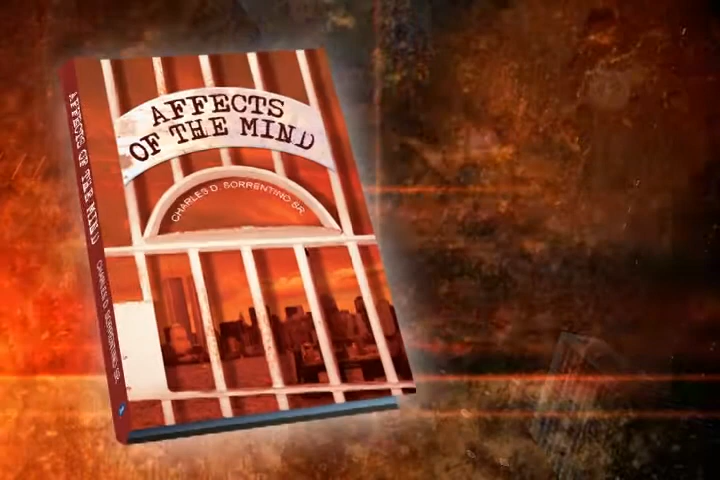 AFFECTS
OF THE MIND
CHARLES D. SORRENTINO, SR.
AFFECTS OF THE MIND
CHARLES D. SORRENTINO, SR.